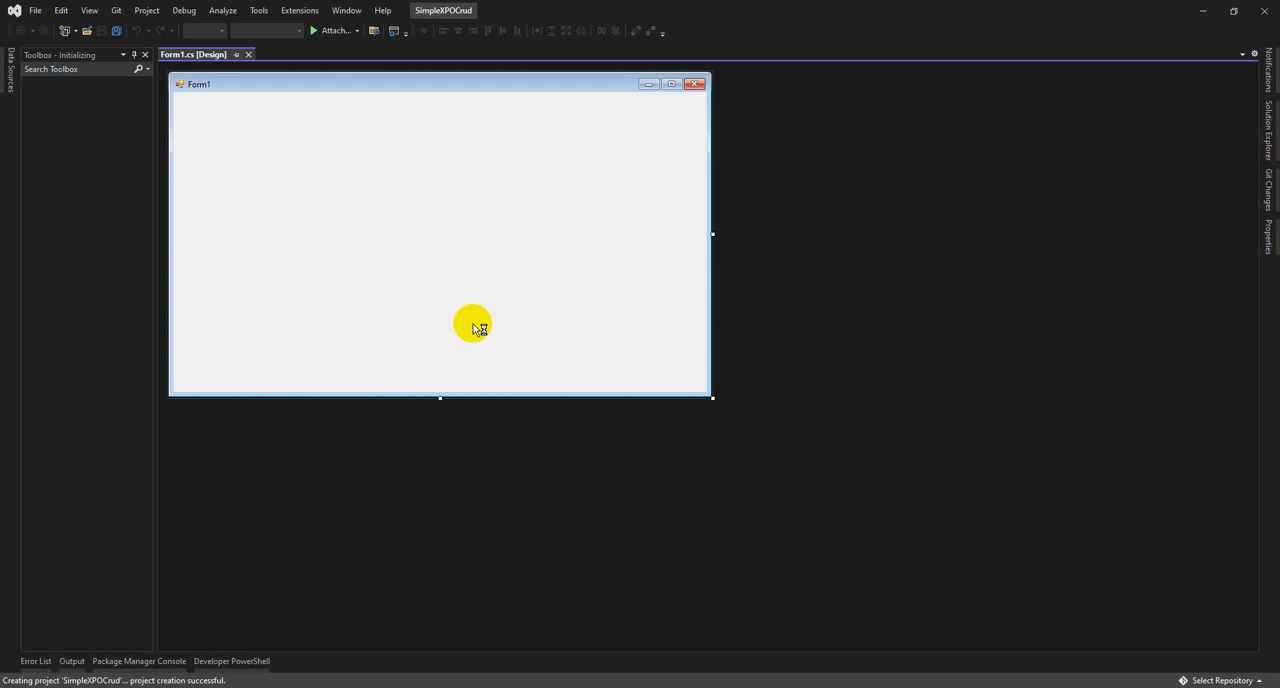 File Edit View Git Project Debug Analyze Tools Extensions Window Help SimpleXPOCrud
Attach...
Data Sources
Toolbox - Initializing
Search Toolbox
Form1.cs [Design]
Form1
Notifications
Solution Explorer
Git Changes
Properties
Error List Output Package Manager Console Developer PowerShell
Creating project 'SimpleXPOCrud'... project creation successful.
Select Repository